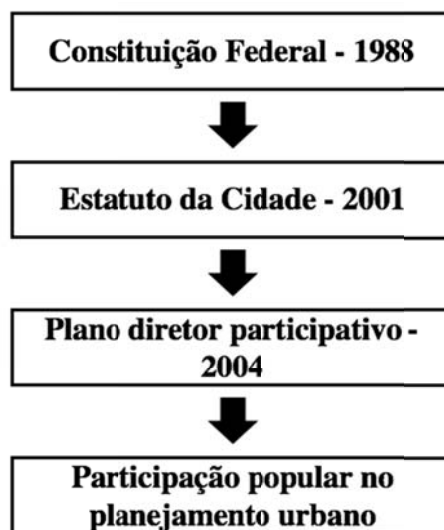 Constituição Federal - 1988
Estatuto da Cidade - 2001
Plano diretor participativo -
2004
Participação popular no
planejamento urbano